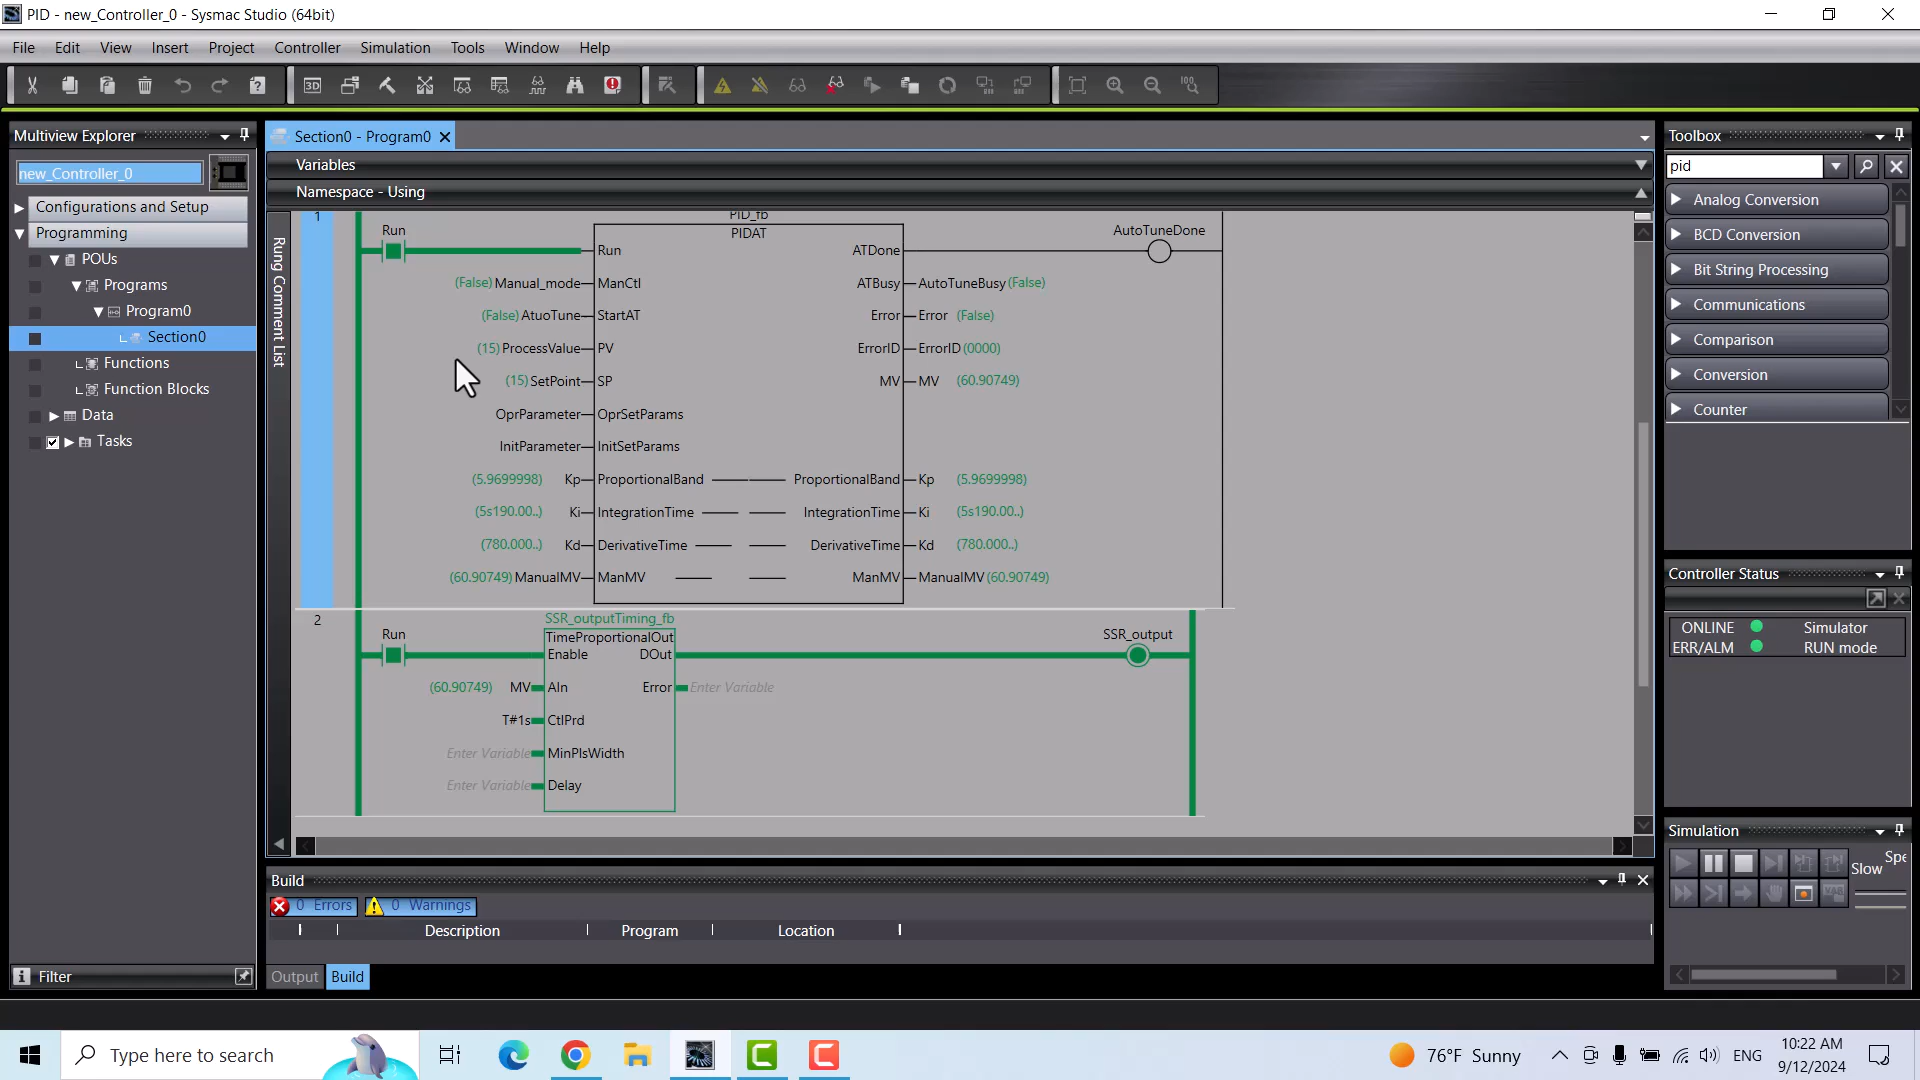 PID - new_Controller_0 - Sysmac Studio (64bit)
File Edit View Insert Project Controller Simulation Tools Window Help
3D
100%
Multiview Explorer
new_Controller_0
Configurations and Setup
Programming
POUs
Programs
Program0
Section0
Functions
Function Blocks
Data
Tasks
Filter
Section0 - Program0
Variables
Namespace - Using
Rung Comment List
1
PID_fb
PIDAT
Run
Run
ATDone
AutoTuneDone
(False) Manual_mode ManCtl
ATBusy AutoTuneBusy (False)
(False) AtuoTune StartAT
Error Error (False)
(15) ProcessValue PV
ErrorID ErrorID (0000)
(15) SetPoint SP
MV MV (60.90749)
OprParameter OprSetParams
InitParameter InitSetParams
(5.9699998) Kp ProportionalBand ProportionalBand Kp (5.9699998)
(5s190.00..) Ki IntegrationTime IntegrationTime Ki (5s190.00..)
(780.000..) Kd DerivativeTime DerivativeTime Kd (780.000..)
(60.90749) ManualMV ManMV ManMV ManualMV (60.90749)
2
SSR_outputTiming_fb
TimeProportionalOut
Run
Enable DOut
SSR_output
(60.90749) MV AIn
Error Enter Variable
T#1s CtlPrd
Enter Variable MinPlsWidth
Enter Variable Delay
Build
0 Errors 0 Warnings
Description Program Location
Output Build
Toolbox
pid
Analog Conversion
BCD Conversion
Bit String Processing
Communications
Comparison
Conversion
Counter
Controller Status
ONLINE Simulator
ERR/ALM RUN mode
Simulation
Slow Spe
Type here to search
76°F Sunny
ENG
10:22 AM
9/12/2024